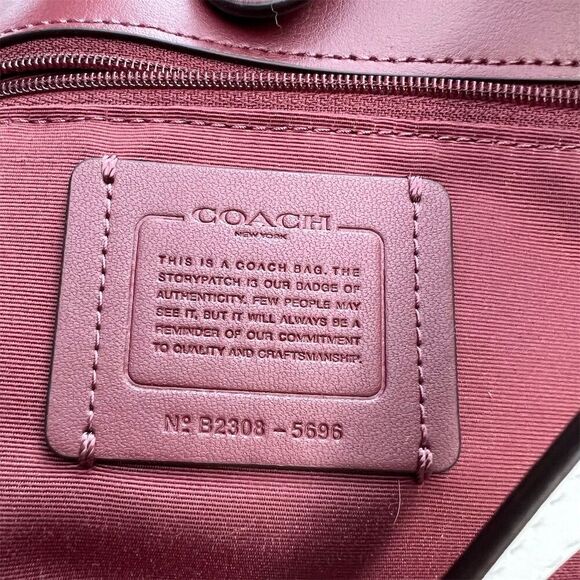 COACH
NEW YORK
THIS IS A COACH BAG. THE
STORYPATCH IS OUR BADGE OF
AUTHENTICITY. FEW PEOPLE MAY
SEE IT, BUT IT WILL ALWAYS BE A
REMINDER OF OUR COMMITMENT
TO QUALITY AND CRAFTSMANSHIP.
Nº B2308 - 5696